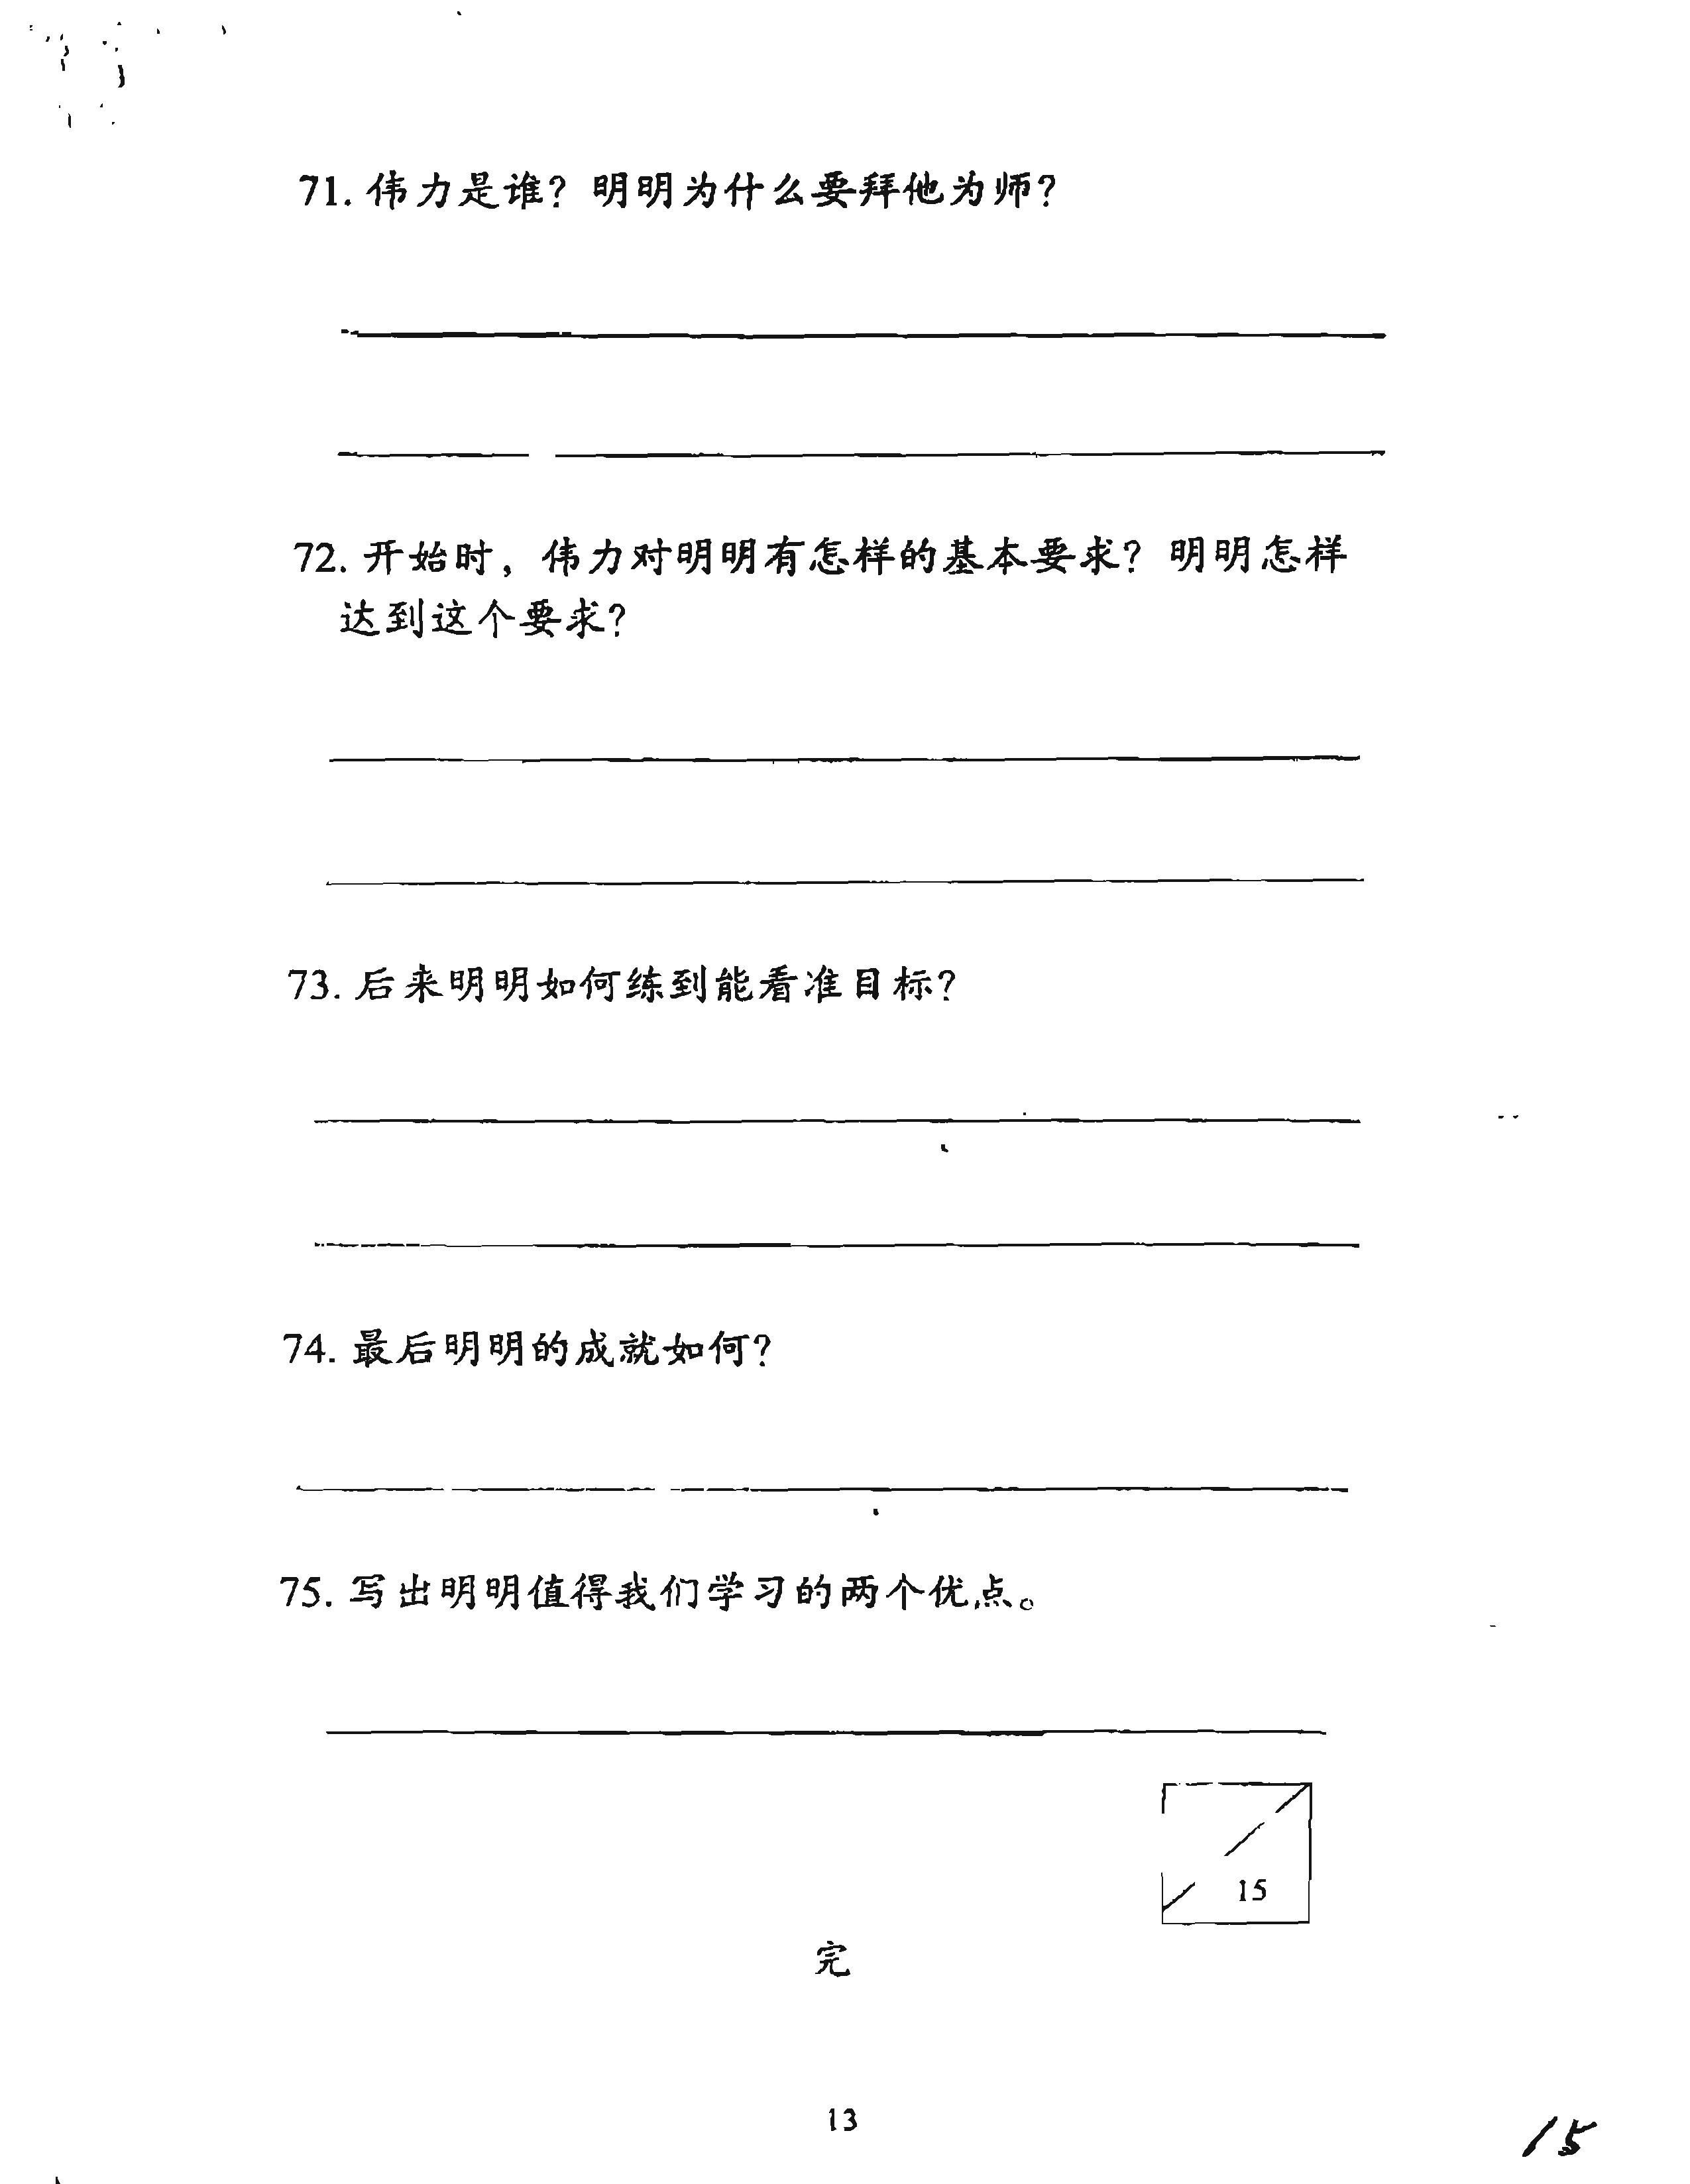 71. 伟力是谁？明明为什么要拜他为师？
72. 开始时，伟力对明明有怎样的基本要求？明明怎样
达到这个要求？
73. 后来明明如何练到能看准目标？
74. 最后明明的成就如何？
75. 写出明明值得我们学习的两个优点。
15
完
13
15